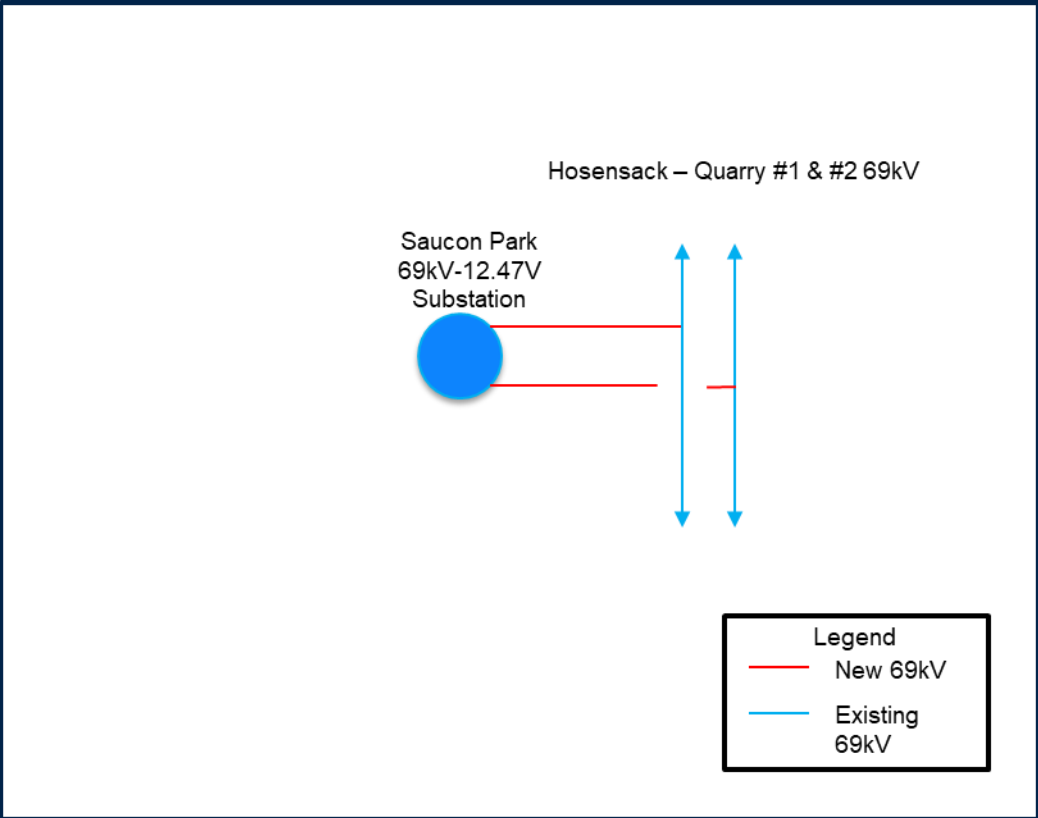 Hosensack – Quarry #1 & #2 69kV
Saucon Park
69kV-12.47V
Substation
Legend
New 69kV
Existing
69kV